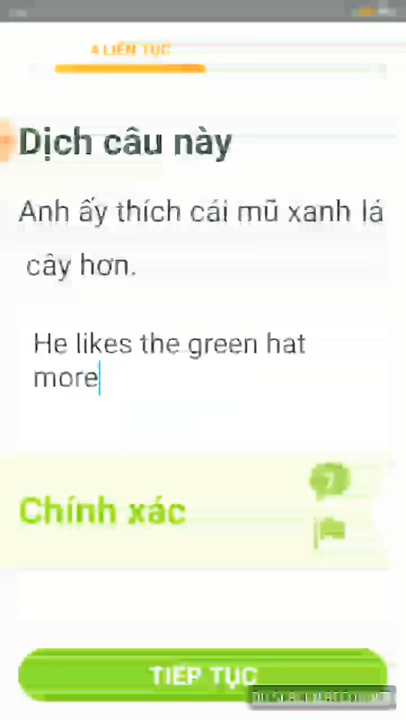 4 LIÊN TỤC
Dịch câu này
Anh ấy thích cái mũ xanh lá
cây hơn.
He likes the green hat
more
7
Chính xác
TIẾP TỤC